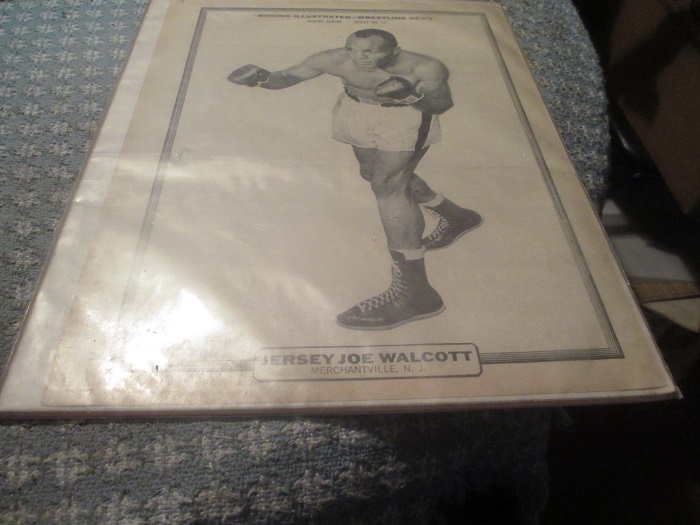 BOXING ILLUSTRATED—WRESTLING NEWS
JERSEY JOE WALCOTT
MERCHANTVILLE, N. J.